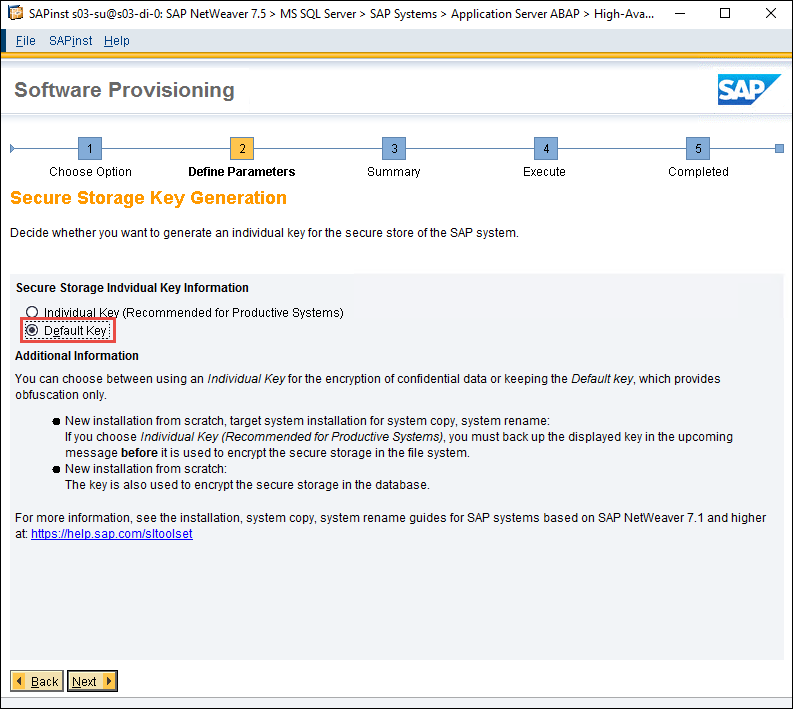 SAPinst s03-su@s03-di-0: SAP NetWeaver 7.5 > MS SQL Server > SAP Systems > Application Server ABAP > High-Ava...
File SAPinst Help
Software Provisioning
SAP
1 2 3 4 5
Choose Option Define Parameters Summary Execute Completed
Secure Storage Key Generation
Decide whether you want to generate an individual key for the secure store of the SAP system.
Secure Storage Indvidual Key Information
Individual Key (Recommended for Productive Systems)
Default Key
Additional Information
You can choose between using an Individual Key for the encryption of confidential data or keeping the Default key, which provides
obfuscation only.
● New installation from scratch, target system installation for system copy, system rename:
If you choose Individual Key (Recommended for Productive Systems), you must back up the displayed key in the upcoming
message before it is used to encrypt the secure storage in the file system.
● New installation from scratch:
The key is also used to encrypt the secure storage in the database.
For more information, see the installation, system copy, system rename guides for SAP systems based on SAP NetWeaver 7.1 and higher
at: https://help.sap.com/sltoolset
Back Next